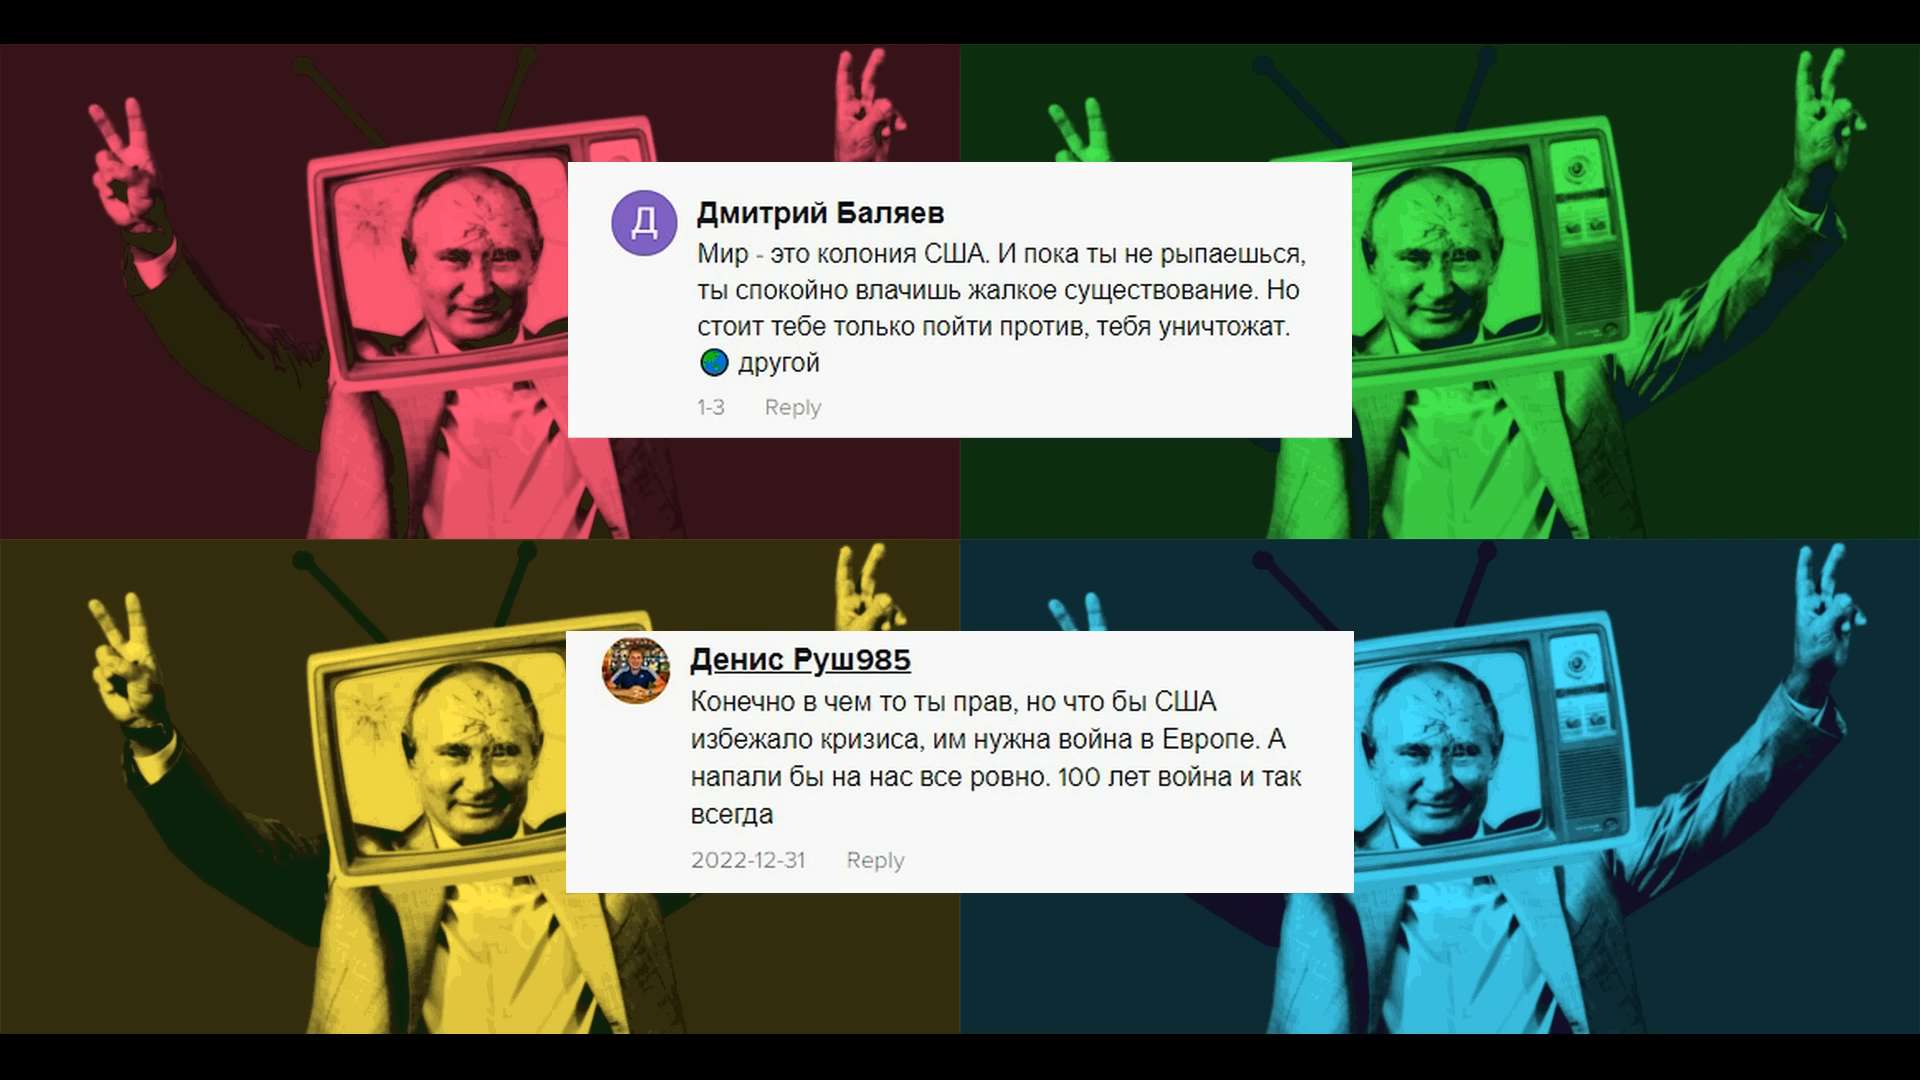 Д
Дмитрий Баляев
Мир - это колония США. И пока ты не рыпаешься,
ты спокойно влачишь жалкое существование. Но
стоит тебе только пойти против, тебя уничтожат.
🌏 другой
1-3 Reply
Денис Руш985
Конечно в чем то ты прав, но что бы США
избежало кризиса, им нужна война в Европе. А
напали бы на нас все ровно. 100 лет война и так
всегда
2022-12-31 Reply